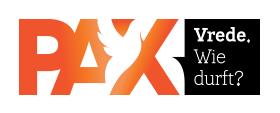 PAX
Vrede.
Wie
durft?